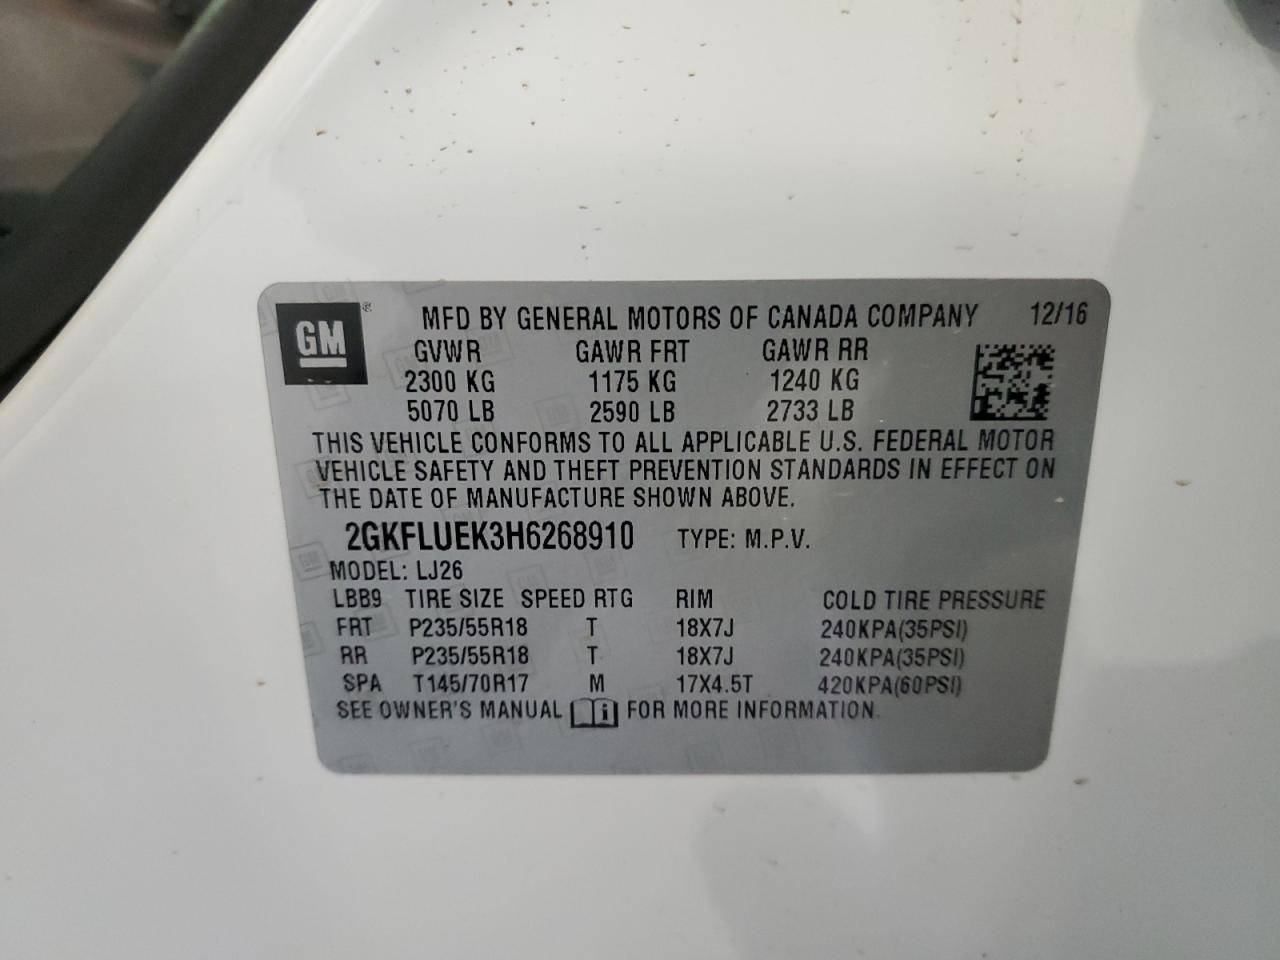 GM ® MFD BY GENERAL MOTORS OF CANADA COMPANY 12/16
GVWR GAWR FRT GAWR RR
2300 KG 1175 KG 1240 KG
5070 LB 2590 LB 2733 LB
THIS VEHICLE CONFORMS TO ALL APPLICABLE U.S. FEDERAL MOTOR
VEHICLE SAFETY AND THEFT PREVENTION STANDARDS IN EFFECT ON
THE DATE OF MANUFACTURE SHOWN ABOVE.
2GKFLUEK3H6268910 TYPE: M.P.V.
MODEL: LJ26
LBB9 TIRE SIZE SPEED RTG RIM COLD TIRE PRESSURE
FRT P235/55R18 T 18X7J 240KPA(35PSI)
RR P235/55R18 T 18X7J 240KPA(35PSI)
SPA T145/70R17 M 17X4.5T 420KPA(60PSI)
SEE OWNER'S MANUAL i FOR MORE INFORMATION.